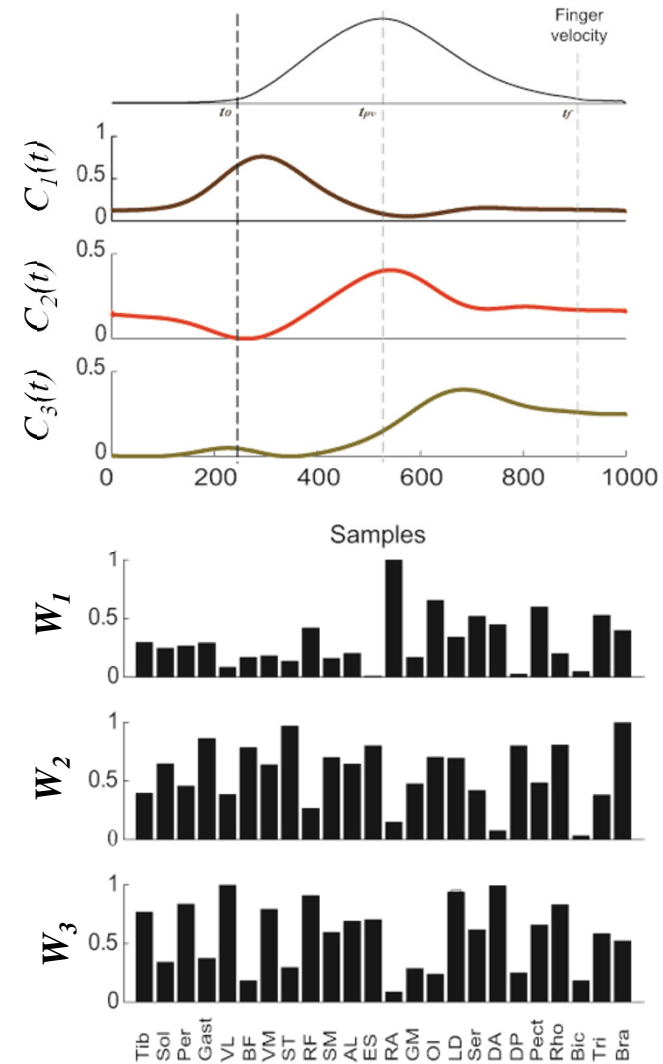 Finger
velocity
t0 tpv tf
C1(t)
1
0.5
0
C2(t)
0.5
0
C3(t)
0.5
0
0 200 400 600 800 1000
Samples
W1
1
0.5
0
W2
1
0.5
0
W3
1
0.5
0
Tib Sol Per Gast VL BF VM ST RF SM AL ES RA GM OI LD Ser DA DP Pect Rho Bic Tri Bra